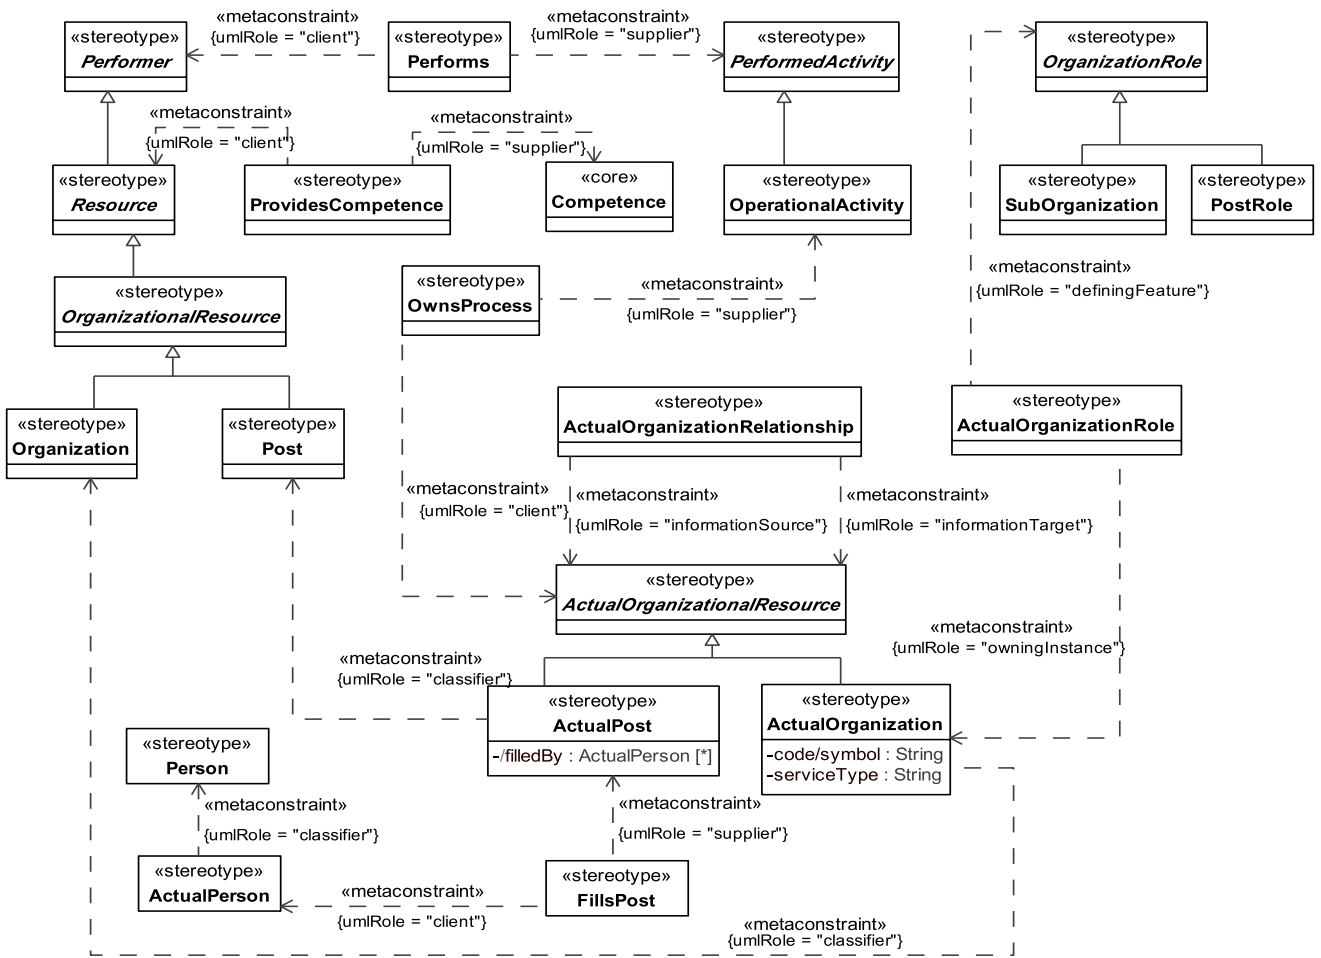 «metaconstraint»
{umlRole = "client"}
«metaconstraint»
{umlRole = "supplier"}
«stereotype»
Performer
«stereotype»
Performs
«stereotype»
PerformedActivity
«stereotype»
OrganizationRole
«metaconstraint»
{umlRole = "client"}
«metaconstraint»
{umlRole = "supplier"}
«stereotype»
Resource
«stereotype»
ProvidesCompetence
«core»
Competence
«stereotype»
OperationalActivity
«stereotype»
SubOrganization
«stereotype»
PostRole
«stereotype»
OrganizationalResource
«stereotype»
OwnsProcess
«metaconstraint»
{umlRole = "supplier"}
«metaconstraint»
{umlRole = "definingFeature"}
«stereotype»
Organization
«stereotype»
Post
«stereotype»
ActualOrganizationRelationship
«stereotype»
ActualOrganizationRole
«metaconstraint»
{umlRole = "client"}
«metaconstraint»
{umlRole = "informationSource"}
«metaconstraint»
{umlRole = "informationTarget"}
«stereotype»
ActualOrganizationalResource
«metaconstraint»
{umlRole = "owningInstance"}
«metaconstraint»
{umlRole = "classifier"}
«stereotype»
ActualPost
-/filledBy : ActualPerson [*]
«stereotype»
ActualOrganization
-code/symbol : String
-serviceType : String
«stereotype»
Person
«metaconstraint»
{umlRole = "classifier"}
«metaconstraint»
{umlRole = "supplier"}
«stereotype»
ActualPerson
«metaconstraint»
{umlRole = "client"}
«stereotype»
FillsPost
«metaconstraint»
{umlRole = "classifier"}